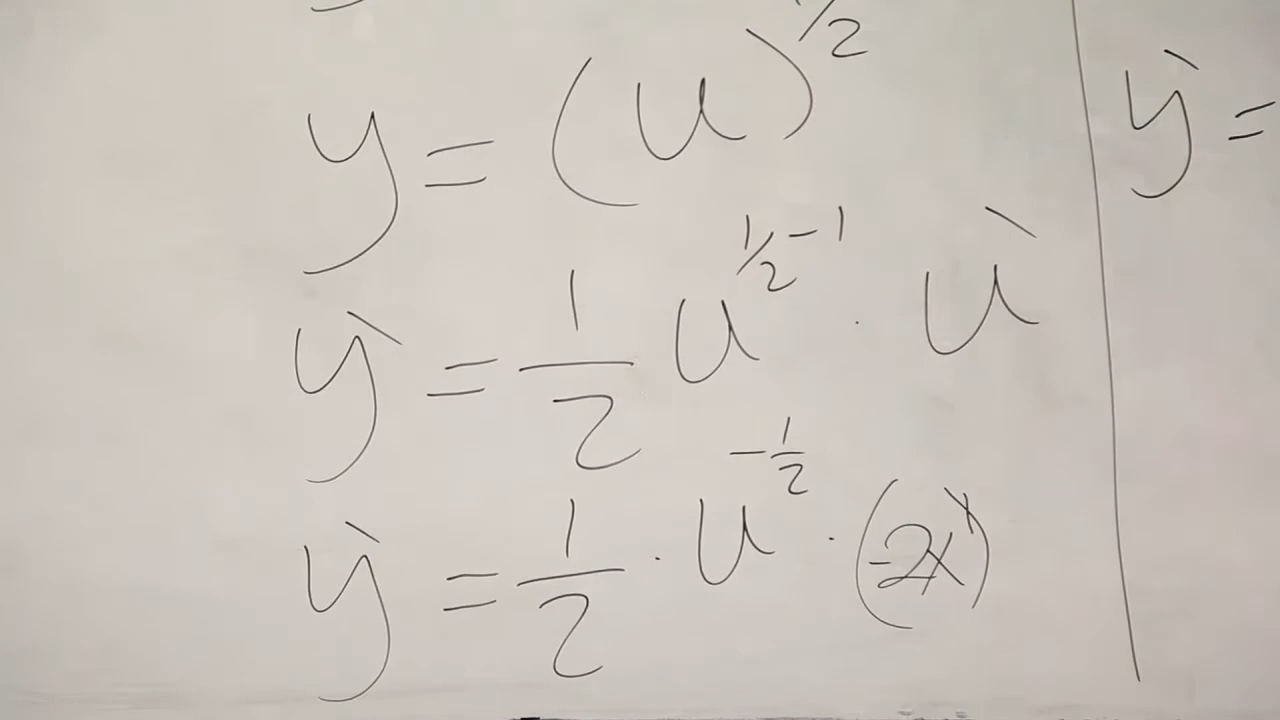 y = (u)^{1/2}
y` = 1/2 u^{1/2 - 1} . u`
y` = 1/2 . u^{-1/2} . (-2x)
y` =